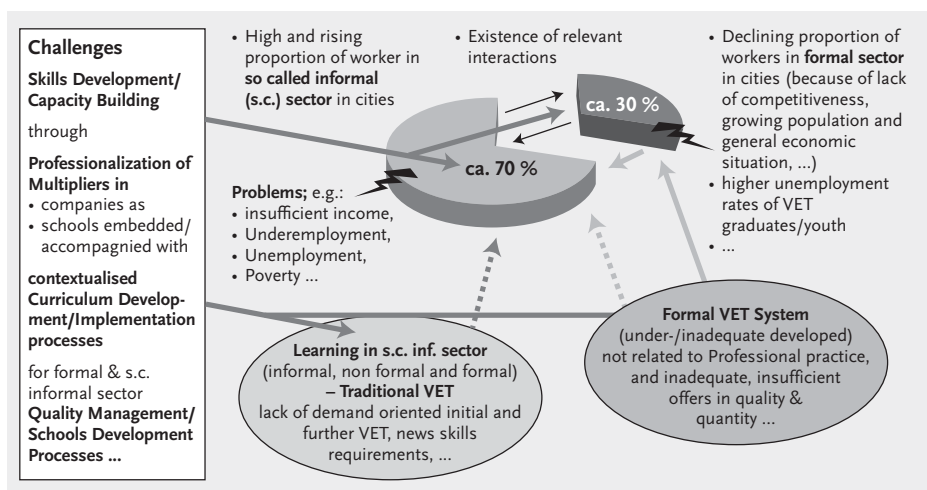 Challenges
Skills Development/
Capacity Building
through
Professionalization of
Multipliers in
• companies as
• schools embedded/
accompagnied with
contextualised
Curriculum Develop-
ment/Implementation
processes
for formal & s.c.
informal sector
Quality Management/
Schools Development
Processes ...
• High and rising
proportion of worker in
so called informal
(s.c.) sector in cities
• Existence of relevant
interactions
• Declining proportion of
workers in formal sector
in cities (because of lack
of competitiveness,
growing population and
general economic
situation, ...)
• higher unemployment
rates of VET
graduates/youth
• ...
ca. 30 %
ca. 70 %
Problems; e.g.:
• insufficient income,
• Underemployment,
• Unemployment,
• Poverty ...
Learning in s.c. inf. sector
(informal, non formal and formal)
– Traditional VET
lack of demand oriented initial and
further VET, news skills
requirements, ...
Formal VET System
(under-/inadequate developed)
not related to Professional practice,
and inadequate, insufficient
offers in quality &
quantity ...